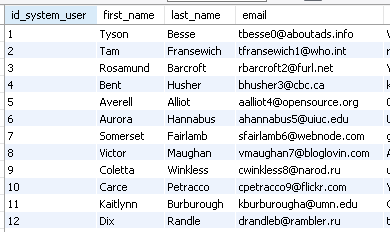 id_system_user first_name last_name email
1 Tyson Besse tbesse0@aboutads.info
2 Tam Fransewich tfransewich1@who.int
3 Rosamund Barcroft rbarcroft2@furl.net
4 Bent Husher bhusher3@cbc.ca
5 Averell Alliot aalliot4@opensource.org
6 Aurora Hannabus ahannabus5@uiuc.edu
7 Somerset Fairlamb sfairlamb6@webnode.com
8 Victor Maughan vmaughan7@bloglovin.com
9 Coletta Winkless cwinkless8@narod.ru
10 Carce Petracco cpetracco9@flickr.com
11 Kaitlynn Burburough kburburougha@umn.edu
12 Dix Randle drandleb@rambler.ru